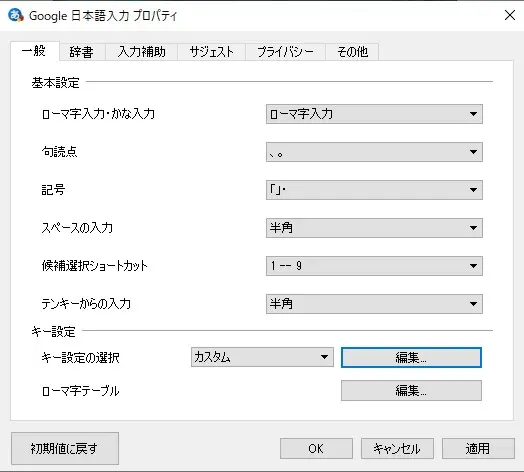 Google 日本語入力 プロパティ
一般 辞書 入力補助 サジェスト プライバシー その他
基本設定
ローマ字入力・かな入力 ローマ字入力
句読点 、。
記号 「」・
スペースの入力 半角
候補選択ショートカット 1 -- 9
テンキーからの入力 半角
キー設定
キー設定の選択 カスタム 編集...
ローマ字テーブル 編集...
初期値に戻す OK キャンセル 適用